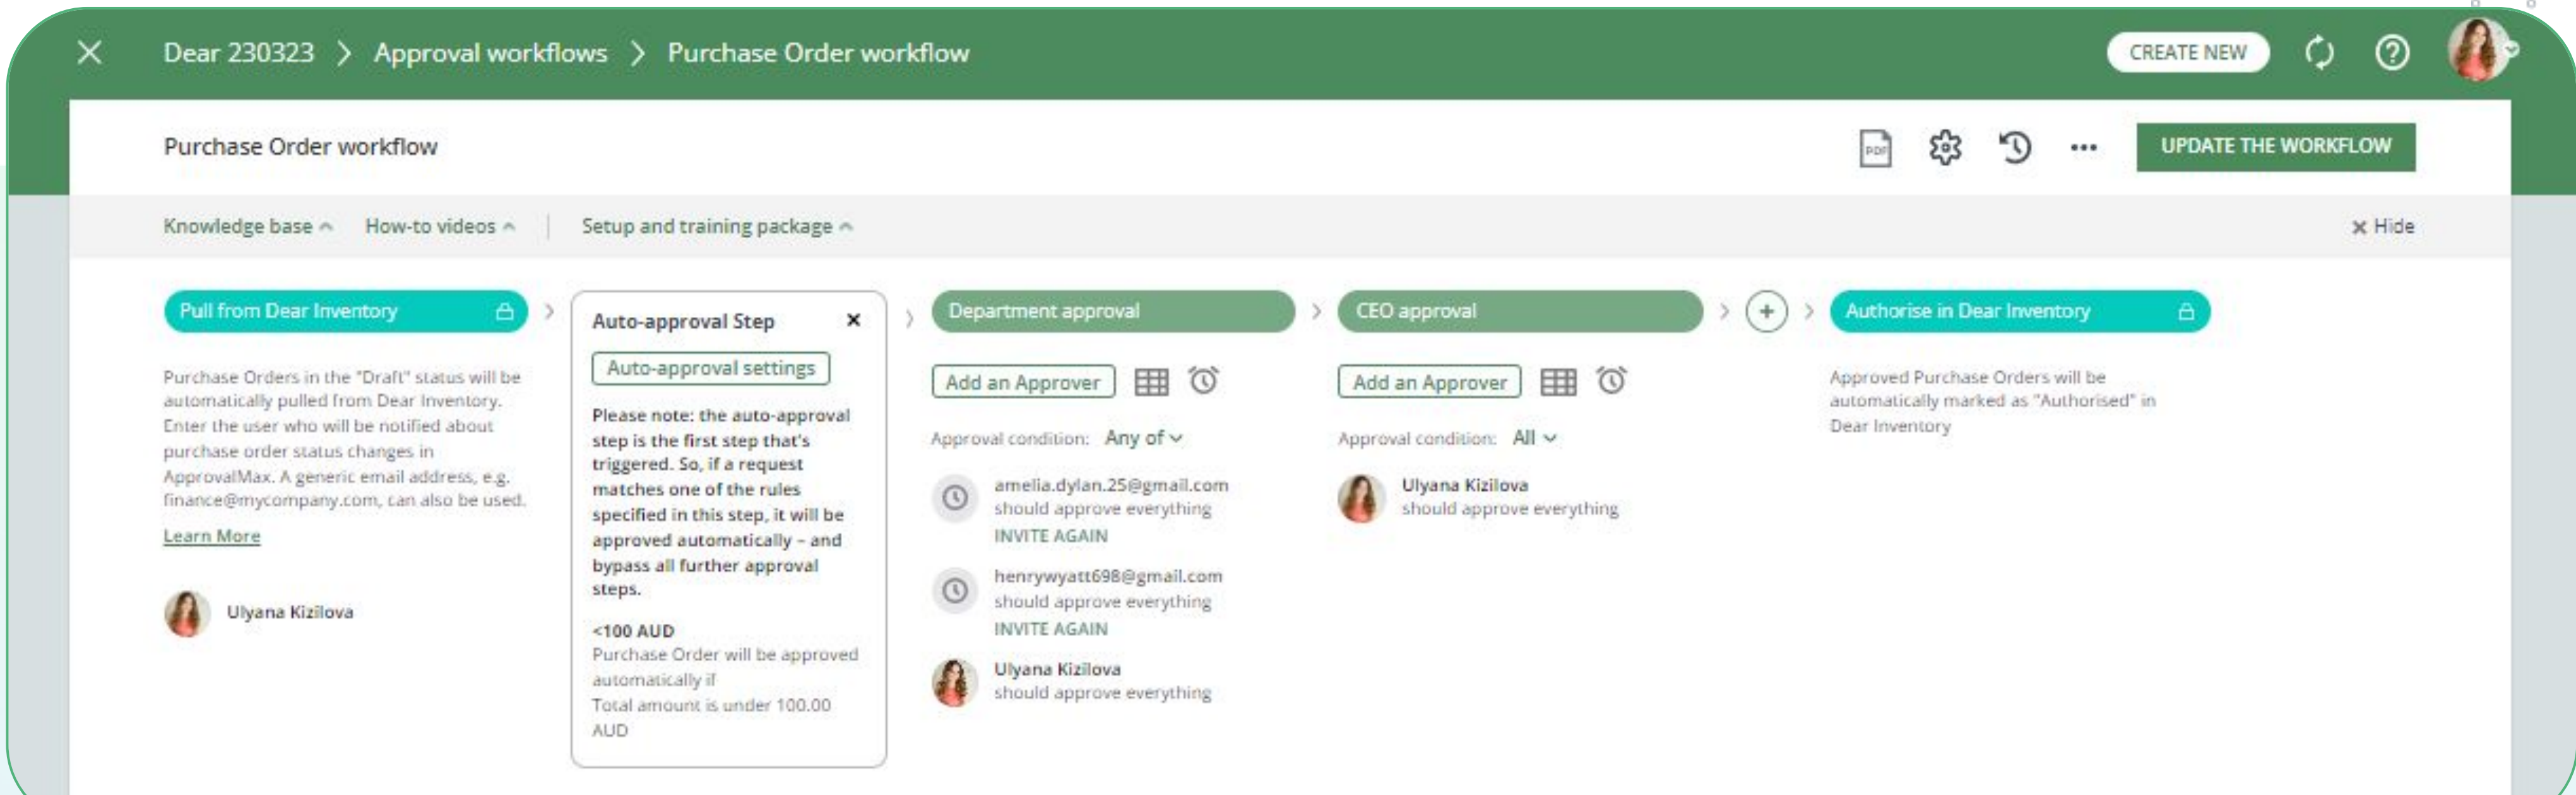 Dear 230323 > Approval workflows > Purchase Order workflow
CREATE NEW
Purchase Order workflow
PDF
UPDATE THE WORKFLOW
Knowledge base
How-to videos
Setup and training package
Hide
Pull from Dear Inventory
Purchase Orders in the "Draft" status will be
automatically pulled from Dear Inventory.
Enter the user who will be notified about
purchase order status changes in
ApprovalMax. A generic email address, e.g.
finance@mycompany.com, can also be used.
Learn More
Ulyana Kizilova
Auto-approval Step
Auto-approval settings
Please note: the auto-approval
step is the first step that's
triggered. So, if a request
matches one of the rules
specified in this step, it will be
approved automatically – and
bypass all further approval
steps.
<100 AUD
Purchase Order will be approved
automatically if
Total amount is under 100.00
AUD
Department approval
Add an Approver
Approval condition: Any of
amelia.dylan.25@gmail.com
should approve everything
INVITE AGAIN
henrywyatt698@gmail.com
should approve everything
INVITE AGAIN
Ulyana Kizilova
should approve everything
CEO approval
Add an Approver
Approval condition: All
Ulyana Kizilova
should approve everything
Authorise in Dear Inventory
Approved Purchase Orders will be
automatically marked as "Authorised" in
Dear Inventory